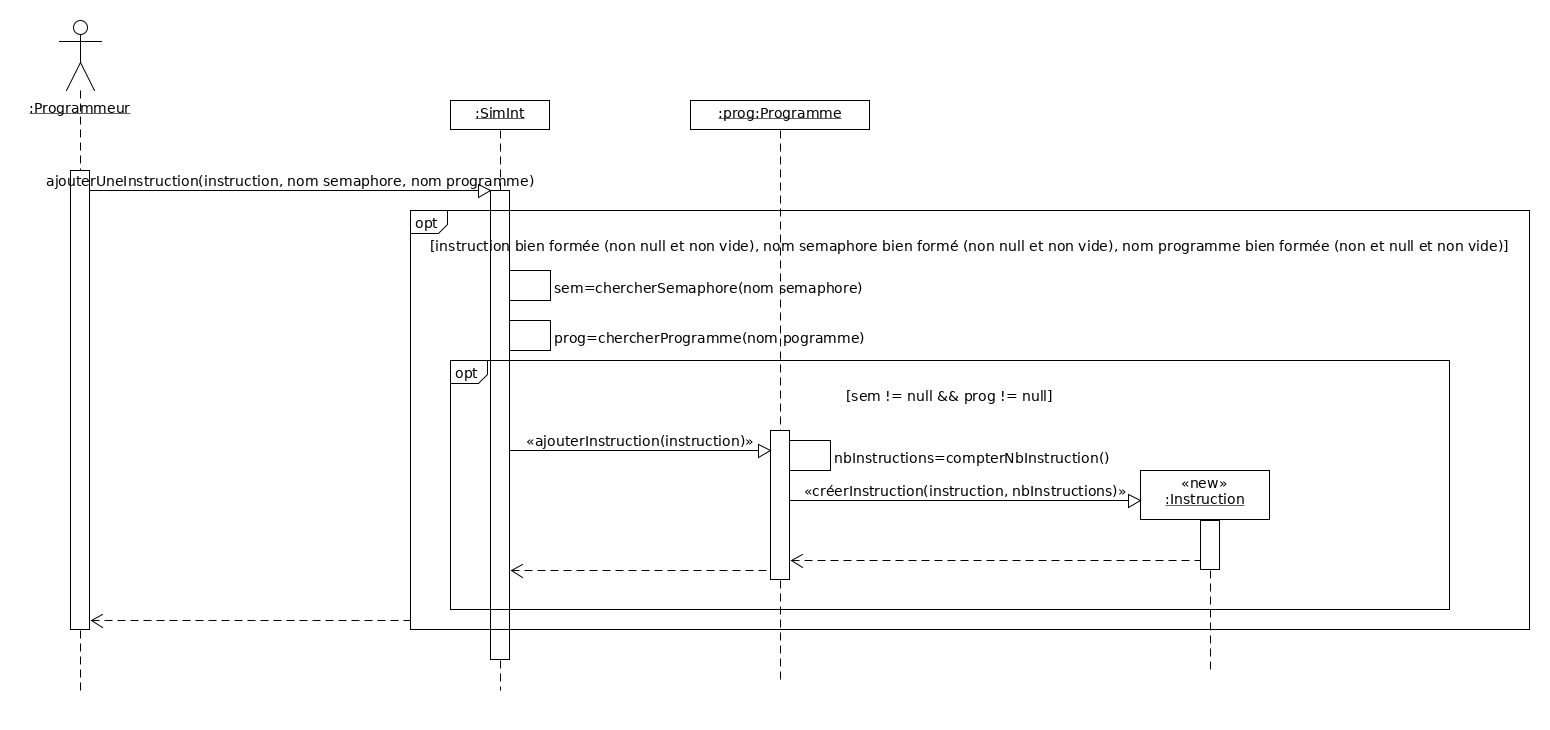 :Programmeur
:SimInt
:prog:Programme
ajouterUneInstruction(instruction, nom semaphore, nom programme)
opt
[instruction bien formée (non null et non vide), nom semaphore bien formé (non null et non vide), nom programme bien formée (non et null et non vide)]
sem=chercherSemaphore(nom semaphore)
prog=chercherProgramme(nom pogramme)
opt
[sem != null && prog != null]
«ajouterInstruction(instruction)»
nbInstructions=compterNbInstruction()
«créerInstruction(instruction, nbInstructions)»
«new»
:Instruction